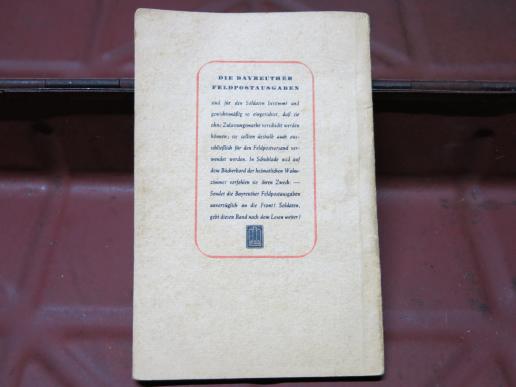 DIE BAYREUTHER
FELDPOSTAUSGABEN
sind für den Soldaten bestimmt und
gewichtsmäßig so eingerichtet, daß sie
ohne Zulassungsmarke verschickt werden
können; sie sollten deshalb auch aus-
schließlich für den Feldpostversand ver-
wendet werden. In Schublade und auf
dem Bücherbord der heimatlichen Wohn-
zimmer verfehlen sie ihren Zweck. —
Sendet die Bayreuther Feldpostausgaben
unverzüglich an die Front! Soldaten,
gebt diesen Band nach dem Lesen weiter!